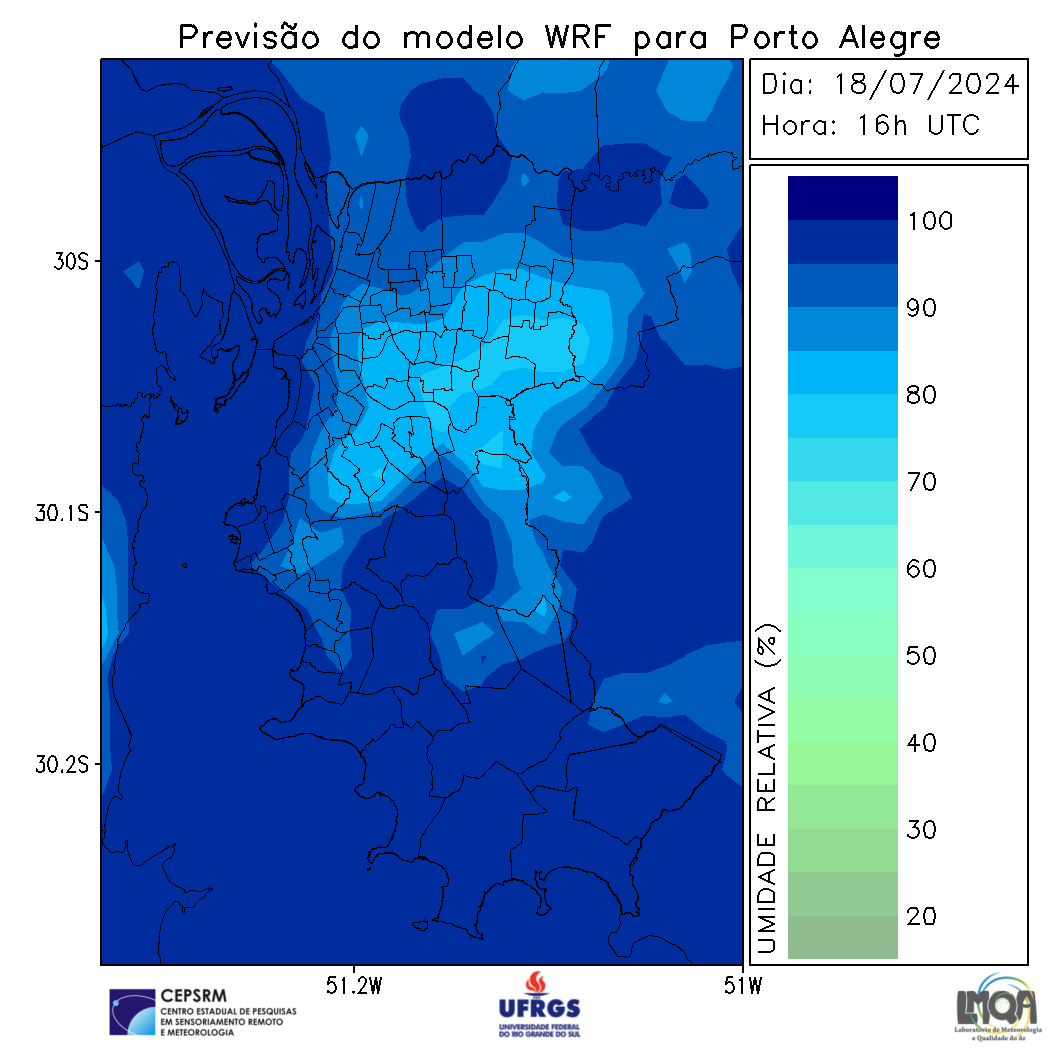 Previsão do modelo WRF para Porto Alegre
Dia: 18/07/2024
Hora: 16h UTC
30S
30.1S
30.2S
51.2W
51W
UMIDADE RELATIVA (%)
100
90
80
70
60
50
40
30
20
CEPSRM
CENTRO ESTADUAL DE PESQUISAS
EM SENSORIAMENTO REMOTO
E METEOROLOGIA
UFRGS
UNIVERSIDADE FEDERAL
DO RIO GRANDE DO SUL
LMQA
Laboratório de Meteorologia
e Qualidade do Ar